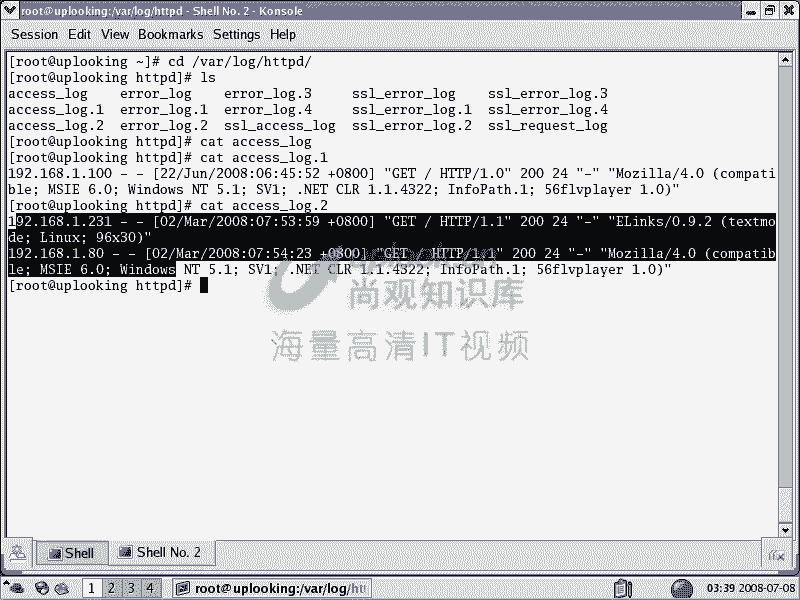 root@uplooking:/var/log/httpd - Shell No. 2 - Konsole
Session Edit View Bookmarks Settings Help
[root@uplooking ~]# cd /var/log/httpd/
[root@uplooking httpd]# ls
access_log error_log error_log.3 ssl_error_log ssl_error_log.3
access_log.1 error_log.1 error_log.4 ssl_error_log.1 ssl_error_log.4
access_log.2 error_log.2 ssl_access_log ssl_error_log.2 ssl_request_log
[root@uplooking httpd]# cat access_log
[root@uplooking httpd]# cat access_log.1
192.168.1.100 - - [22/Jun/2008:06:45:52 +0800] "GET / HTTP/1.0" 200 24 "-" "Mozilla/4.0 (compati
ble; MSIE 6.0; Windows NT 5.1; SV1; .NET CLR 1.1.4322; InfoPath.1; 56flvplayer 1.0)"
[root@uplooking httpd]# cat access_log.2
192.168.1.231 - - [02/Mar/2008:07:53:59 +0800] "GET / HTTP/1.1" 200 24 "-" "ELinks/0.9.2 (textmo
de; Linux; 96x30)"
192.168.1.80 - - [02/Mar/2008:07:54:23 +0800] "GET / HTTP/1.1" 200 24 "-" "Mozilla/4.0 (compatib
le; MSIE 6.0; Windows NT 5.1; SV1; .NET CLR 1.1.4322; InfoPath.1; 56flvplayer 1.0)"
[root@uplooking httpd]#
尚观知识库
海量高清IT视频
Shell Shell No. 2
1 2 3 4 root@uplooking:/var/log/htt 03:39 2008-07-08